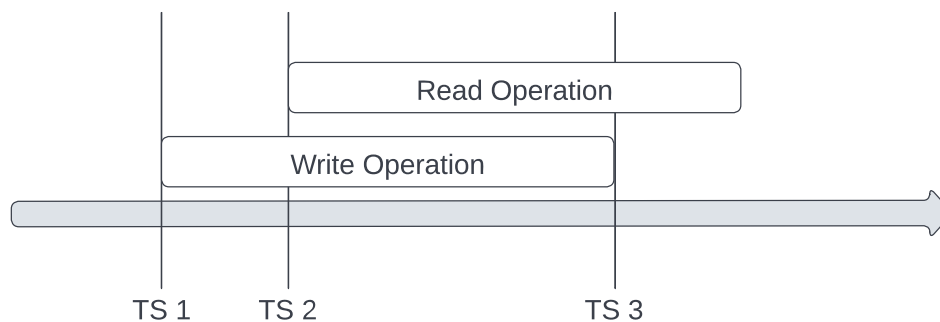 Read Operation
Write Operation
TS 1 TS 2 TS 3